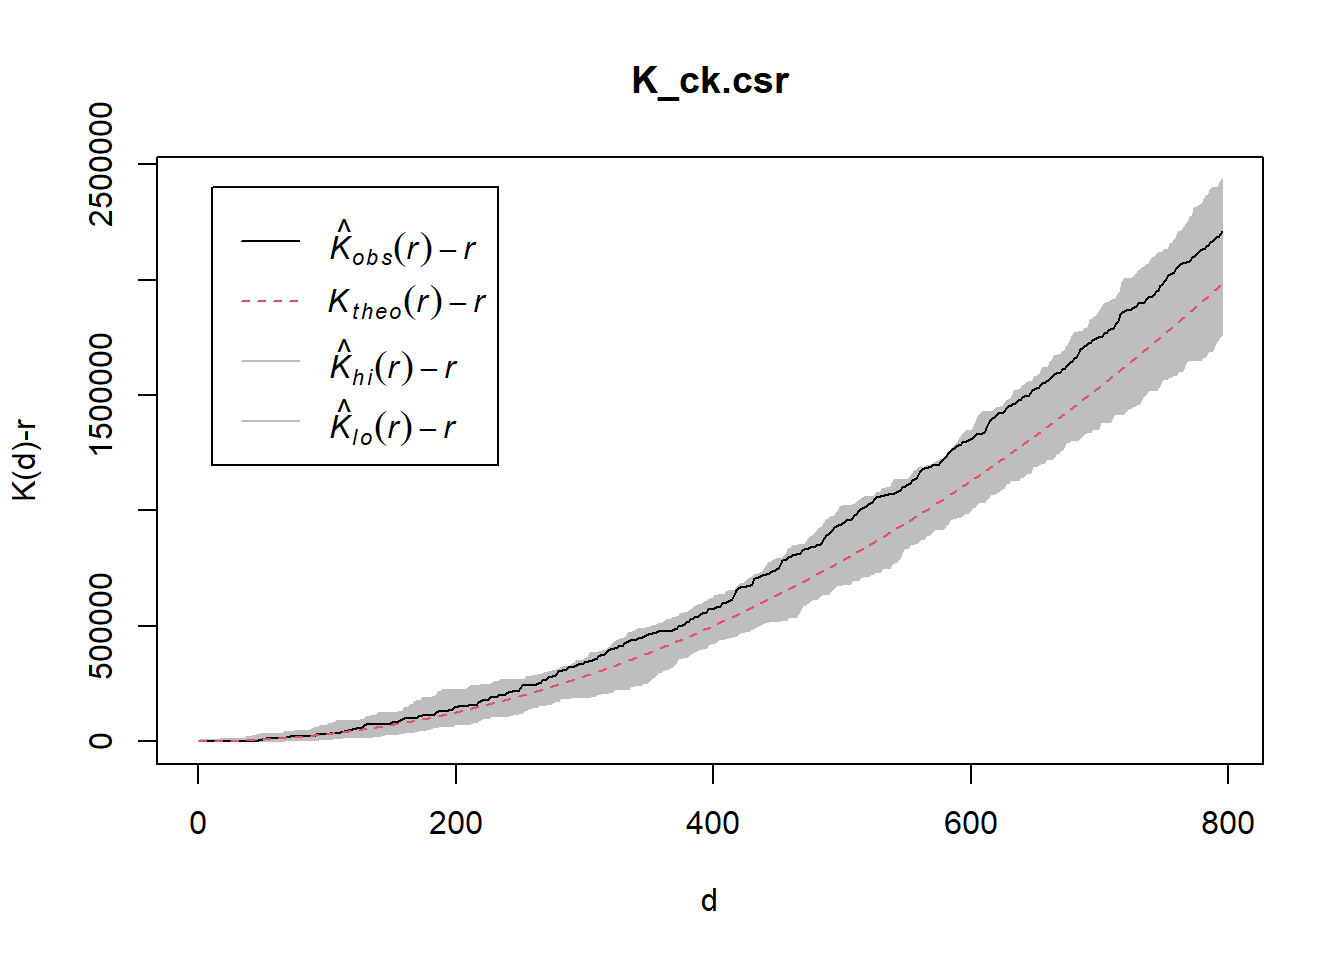 K_ck.csr
K(d)-r
2500000
1500000
500000
0
K̂obs(r) − r
Ktheo(r) − r
K̂hi(r) − r
K̂lo(r) − r
0 200 400 600 800
d